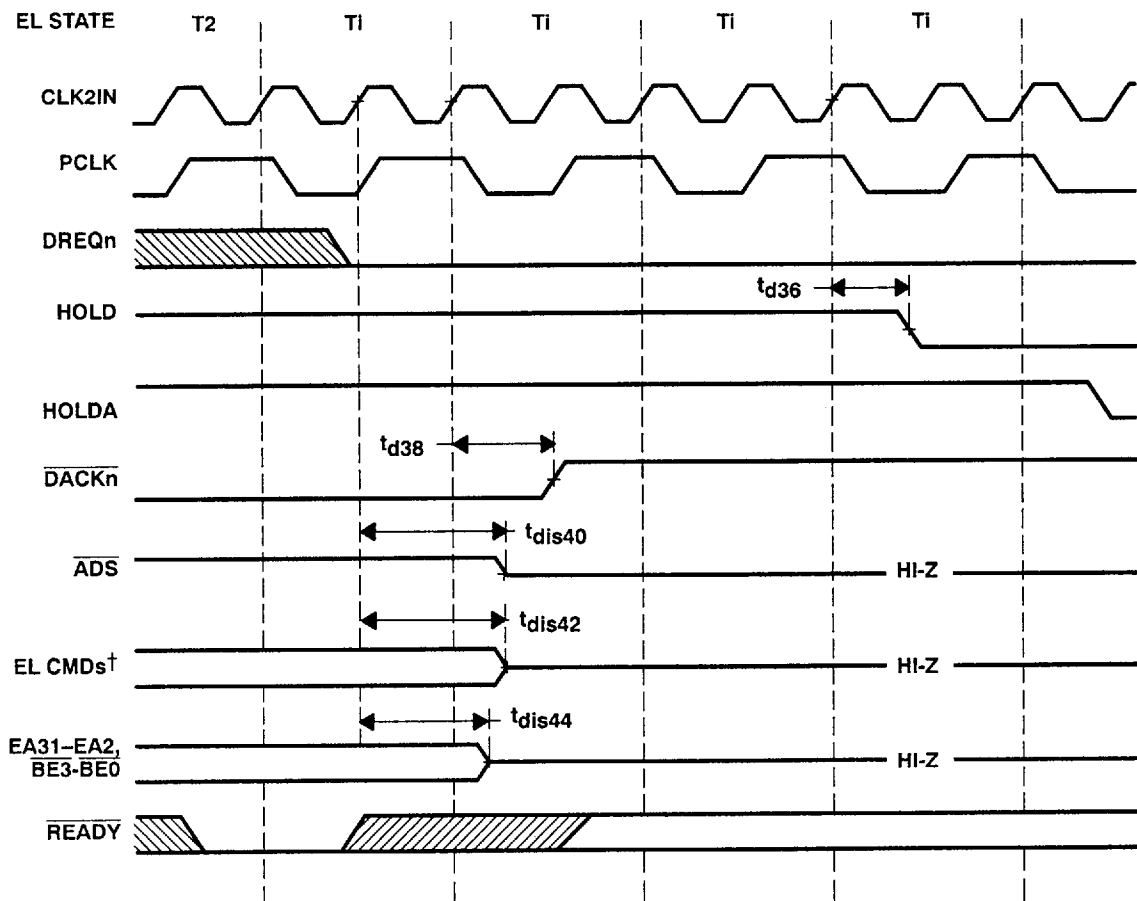 EL STATE T2 Ti Ti Ti Ti
CLK2IN
PCLK
DREQn
td36
HOLD
HOLDA
td38
DACKn
tdis40
ADS
HI-Z
tdis42
EL CMDs†
HI-Z
tdis44
EA31–EA2,
BE3-BE0
HI-Z
READY